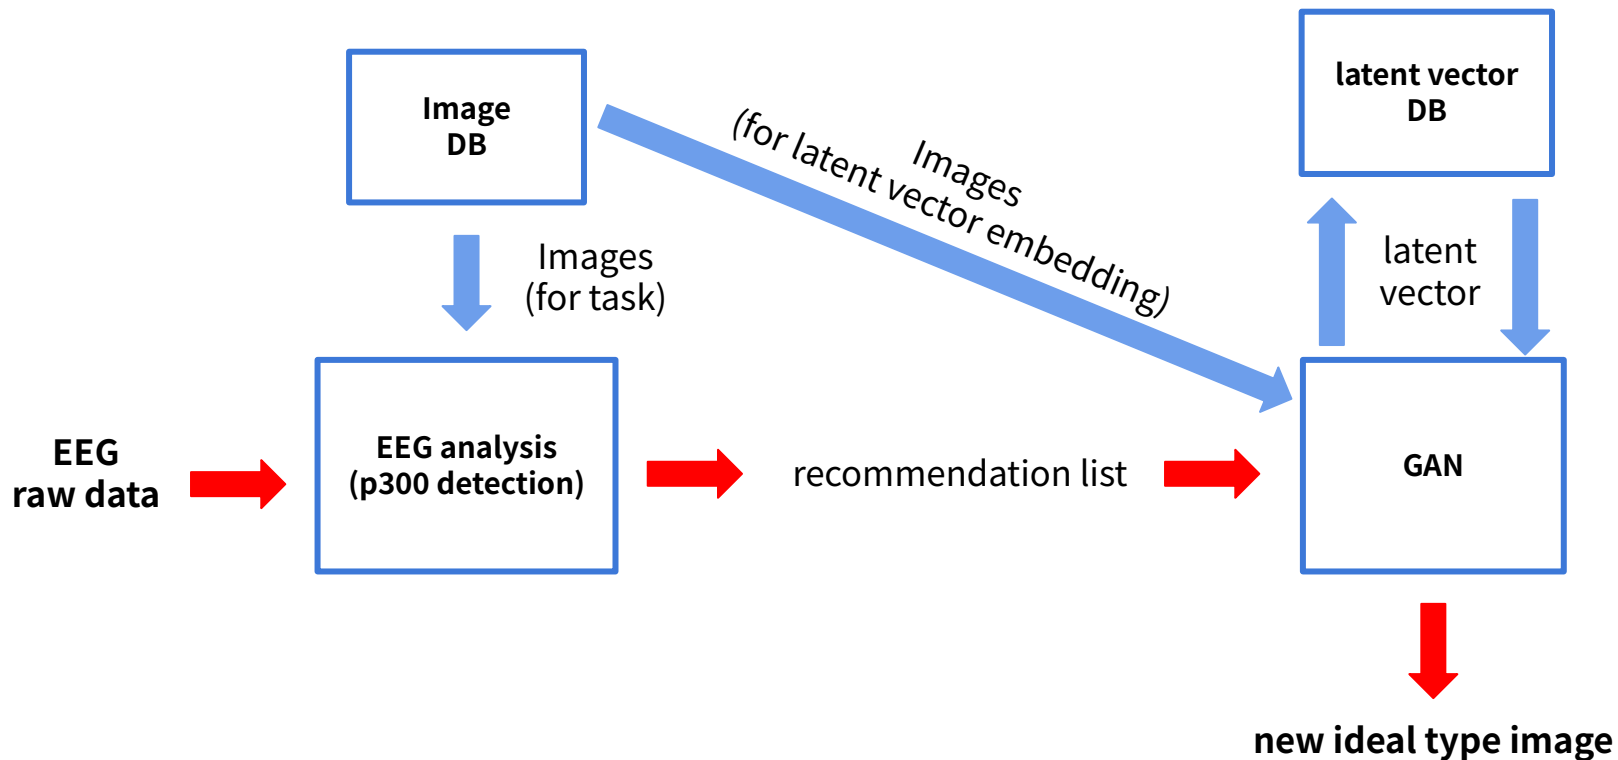 Image
DB
latent vector
DB
Images
(for latent vector embedding)
Images
(for task)
latent
vector
EEG
raw data
EEG analysis
(p300 detection)
recommendation list
GAN
new ideal type image